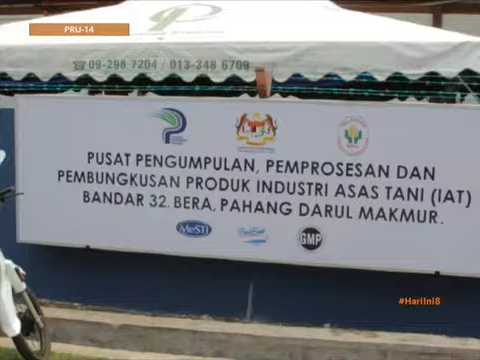 PRU-14
09-298 7204 / 013-348 6709
PUSAT PENGUMPULAN, PEMPROSESAN DAN
PEMBUNGKUSAN PRODUK INDUSTRI ASAS TANI (IAT)
BANDAR 32, BERA, PAHANG DARUL MAKMUR.
MeSTI
GMP
#HariIni8